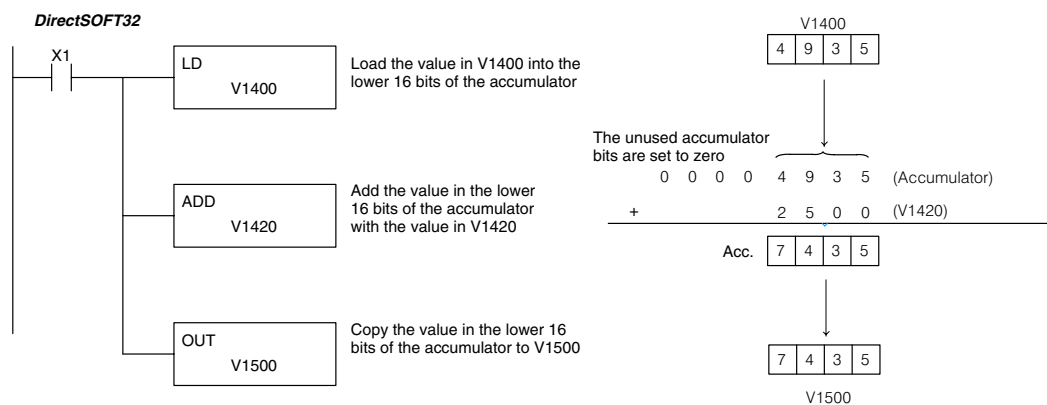 DirectSOFT32
X1
LD
V1400
Load the value in V1400 into the
lower 16 bits of the accumulator
ADD
V1420
Add the value in the lower
16 bits of the accumulator
with the value in V1420
OUT
V1500
Copy the value in the lower 16
bits of the accumulator to V1500
V1400
4 9 3 5
The unused accumulator
bits are set to zero
0 0 0 0 4 9 3 5 (Accumulator)
+ 2 5 0 0 (V1420)
Acc. 7 4 3 5
7 4 3 5
V1500